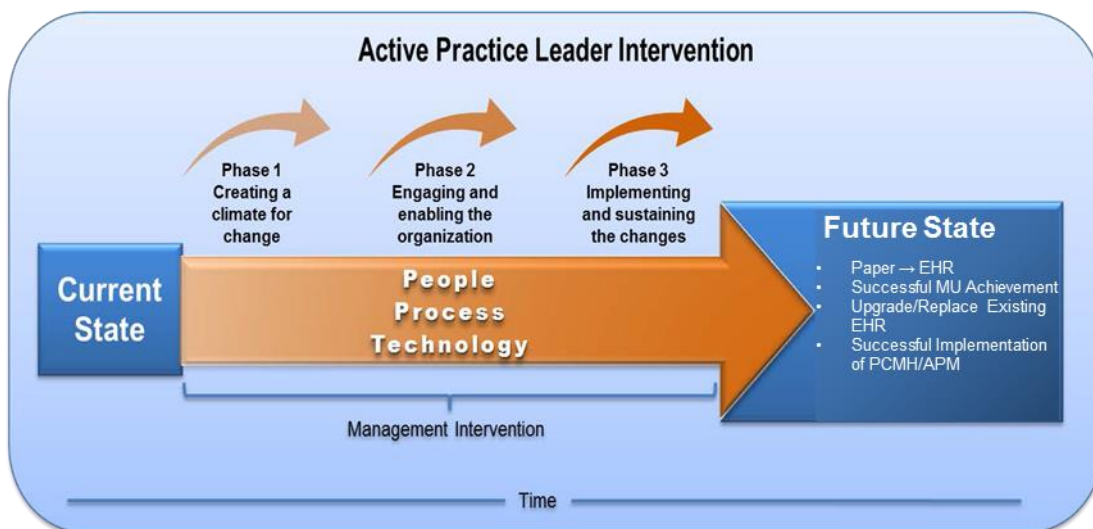 Active Practice Leader Intervention
Phase 1
Creating a
climate for
change
Phase 2
Engaging and
enabling the
organization
Phase 3
Implementing
and sustaining
the changes
Current
State
People
Process
Technology
Future State
• Paper → EHR
• Successful MU Achievement
• Upgrade/Replace Existing
EHR
• Successful Implementation
of PCMH/APM
Management Intervention
Time